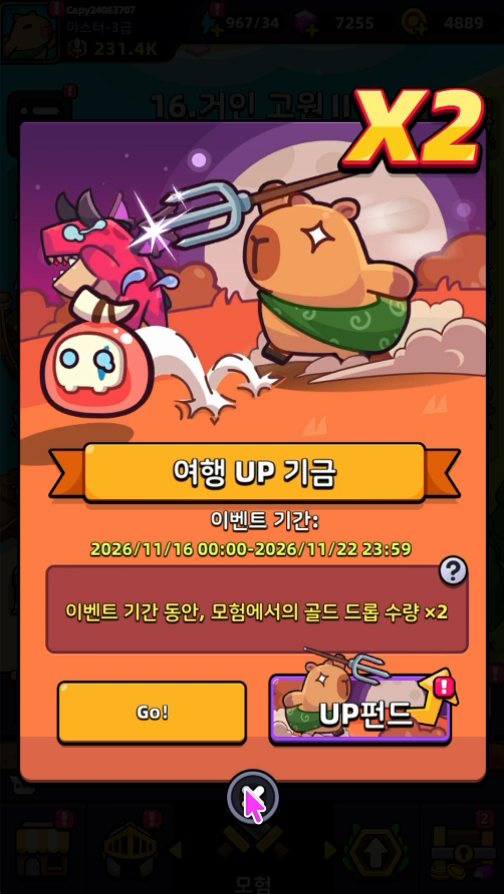 Capy24063707
마스터-3급
231.4K
967/34
7255
4889
16.거인 고원 II
X2
여행 UP 기금
이벤트 기간:
2026/11/16 00:00-2026/11/22 23:59
?
이벤트 기간 동안, 모험에서의 골드 드롭 수량 ×2
Go!
UP펀드
!
2
모험